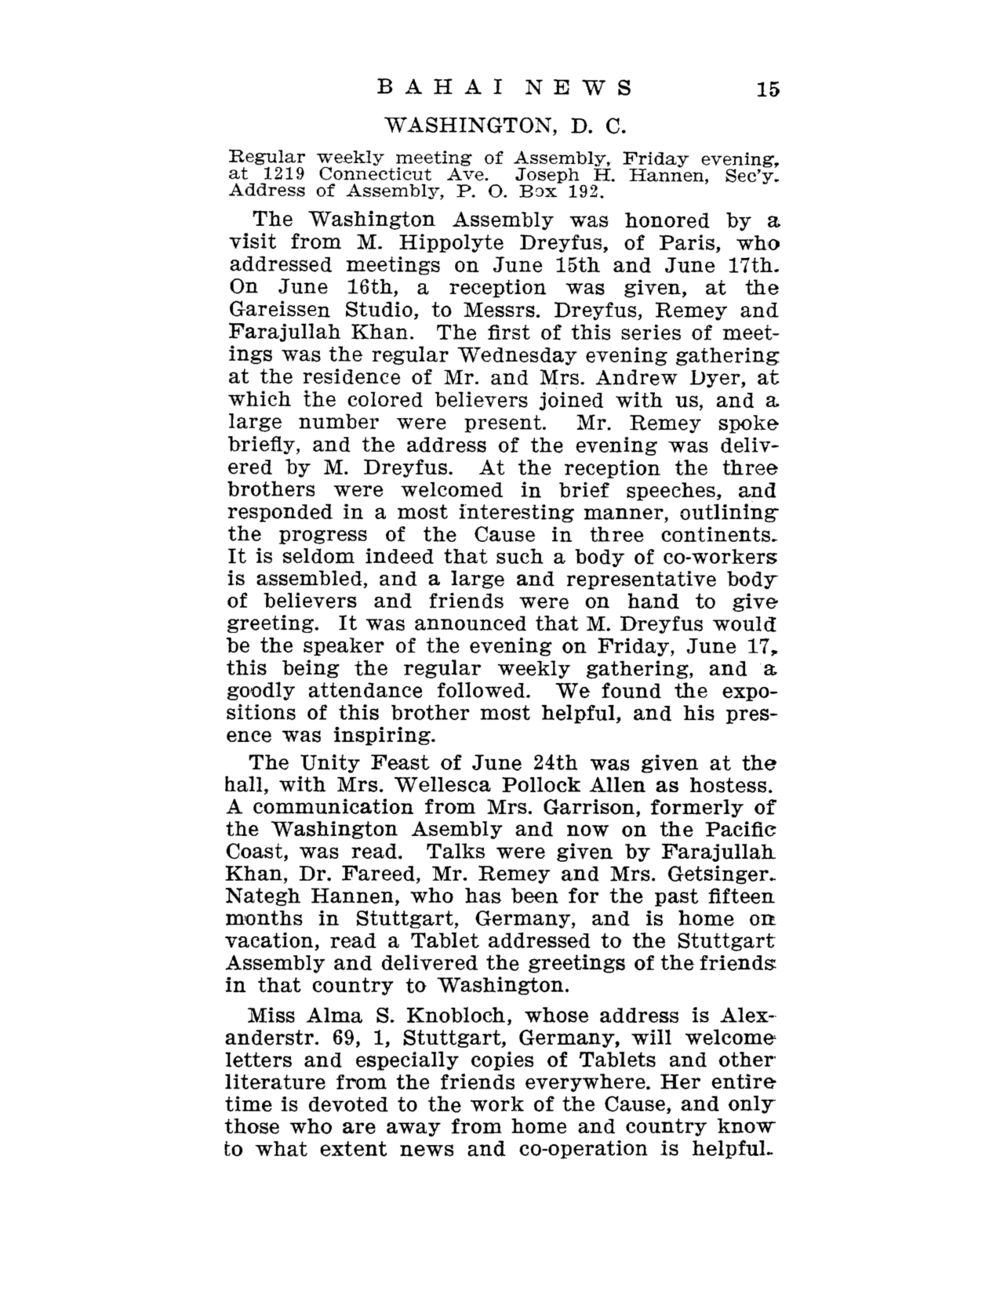 BAHAI NEWS 15
WASHINGTON, D. C.
Regular weekly meeting of Assembly, Friday evening,
at 1219 Connecticut Ave. Joseph H. Hannen, Sec'y.
Address of Assembly, P. O. Box 192.
The Washington Assembly was honored by a
visit from M. Hippolyte Dreyfus, of Paris, who
addressed meetings on June 15th and June 17th.
On June 16th, a reception was given, at the
Gareissen Studio, to Messrs. Dreyfus, Remey and
Farajullah Khan. The first of this series of meet-
ings was the regular Wednesday evening gathering
at the residence of Mr. and Mrs. Andrew Dyer, at
which the colored believers joined with us, and a
large number were present. Mr. Remey spoke
briefly, and the address of the evening was deliv-
ered by M. Dreyfus. At the reception the three
brothers were welcomed in brief speeches, and
responded in a most interesting manner, outlining
the progress of the Cause in three continents.
It is seldom indeed that such a body of co-workers
is assembled, and a large and representative body
of believers and friends were on hand to give
greeting. It was announced that M. Dreyfus would
be the speaker of the evening on Friday, June 17,
this being the regular weekly gathering, and a
goodly attendance followed. We found the expo-
sitions of this brother most helpful, and his pres-
ence was inspiring.
The Unity Feast of June 24th was given at the
hall, with Mrs. Wellesca Pollock Allen as hostess.
A communication from Mrs. Garrison, formerly of
the Washington Asembly and now on the Pacific
Coast, was read. Talks were given by Farajullah
Khan, Dr. Fareed, Mr. Remey and Mrs. Getsinger.
Nategh Hannen, who has been for the past fifteen
months in Stuttgart, Germany, and is home on
vacation, read a Tablet addressed to the Stuttgart
Assembly and delivered the greetings of the friends
in that country to Washington.
Miss Alma S. Knobloch, whose address is Alex-
anderstr. 69, 1, Stuttgart, Germany, will welcome
letters and especially copies of Tablets and other
literature from the friends everywhere. Her entire
time is devoted to the work of the Cause, and only
those who are away from home and country know
to what extent news and co-operation is helpful.